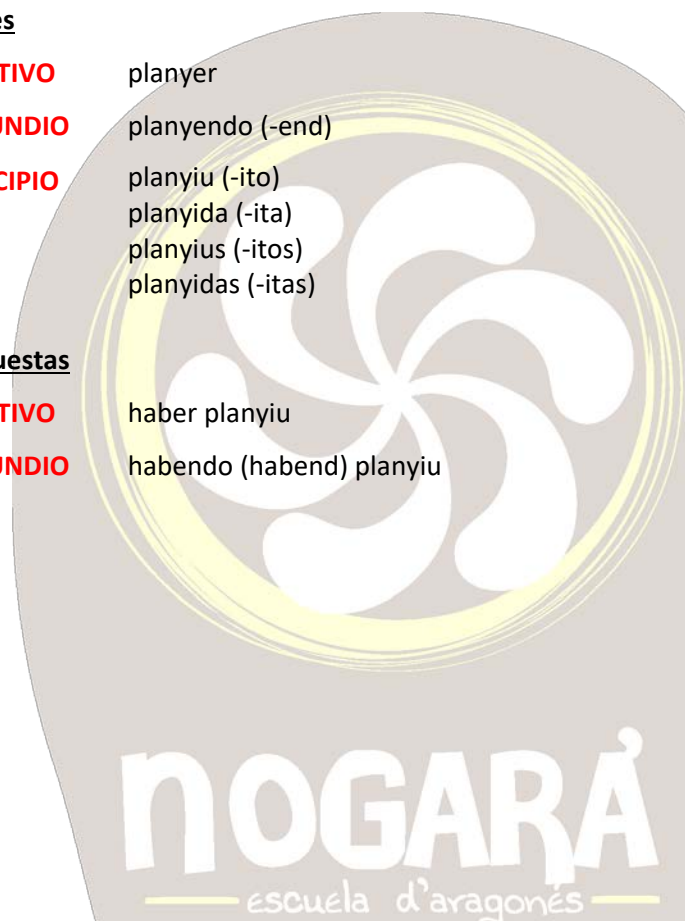 es
TIVO planyer
UNDIO planyendo (-end)
CIPIO planyiu (-ito)
planyida (-ita)
planyius (-itos)
planyidas (-itas)
uestas
TIVO haber planyiu
UNDIO habendo (habend) planyiu
NOGARÁ
escuela d'aragonés